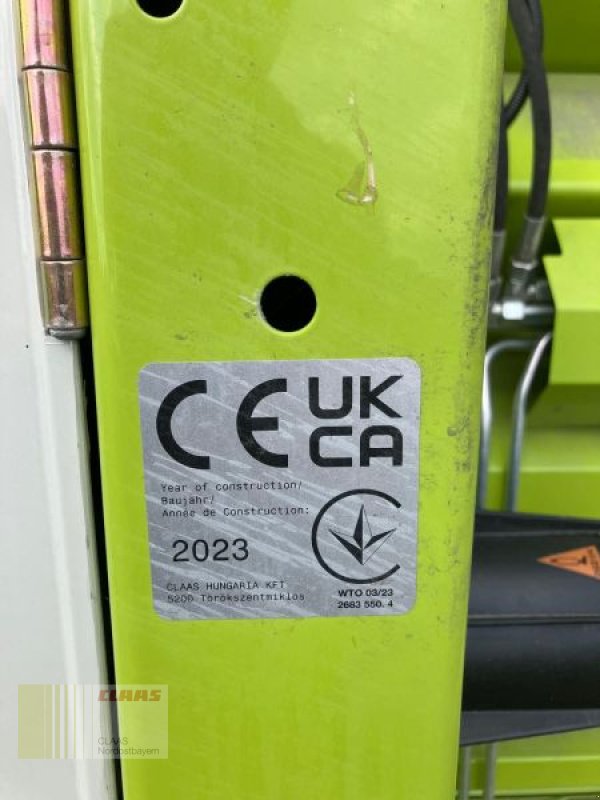 CE UK
CA
Year of construction/
Baujahr/
Année de Construction:
2023
CLAAS HUNGARIA KFT
5200 Törökszentmiklós
WTO 03/23
2683 550. 4
CLAAS
CLAAS
Nordostbayern